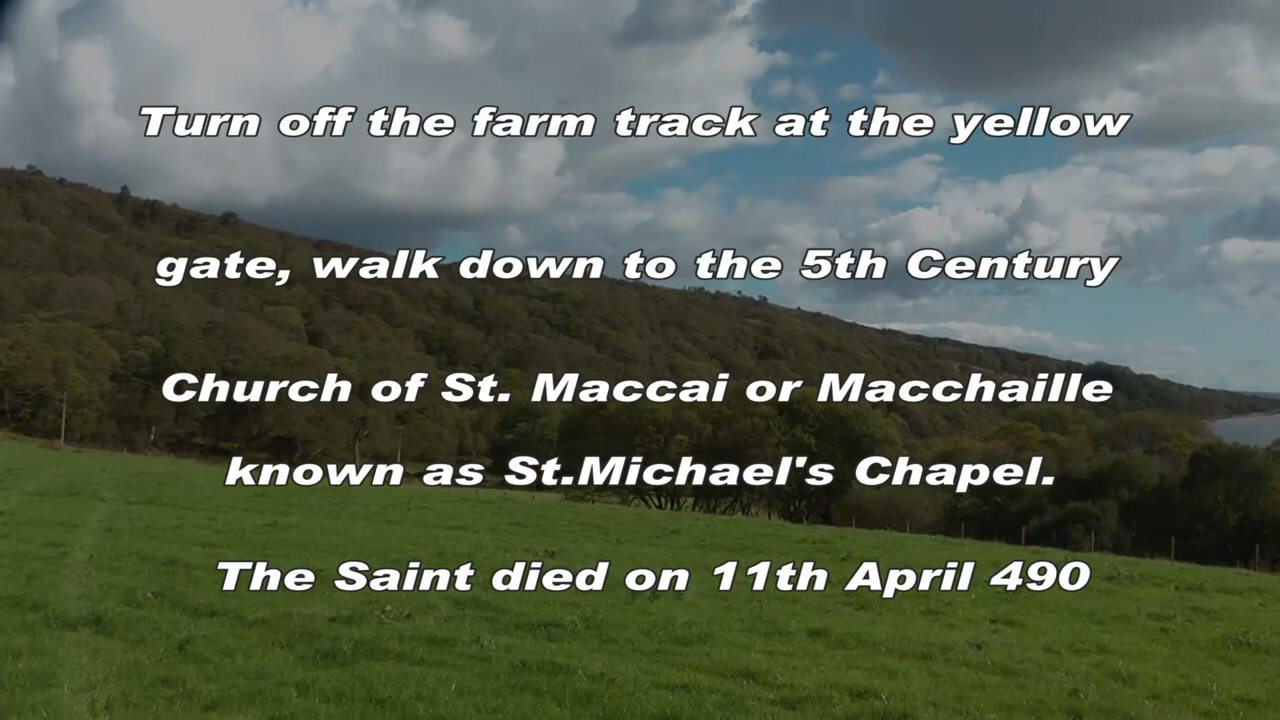 Turn off the farm track at the yellow
gate, walk down to the 5th Century
Church of St. Maccai or Macchaille
known as St.Michael's Chapel.
The Saint died on 11th April 490